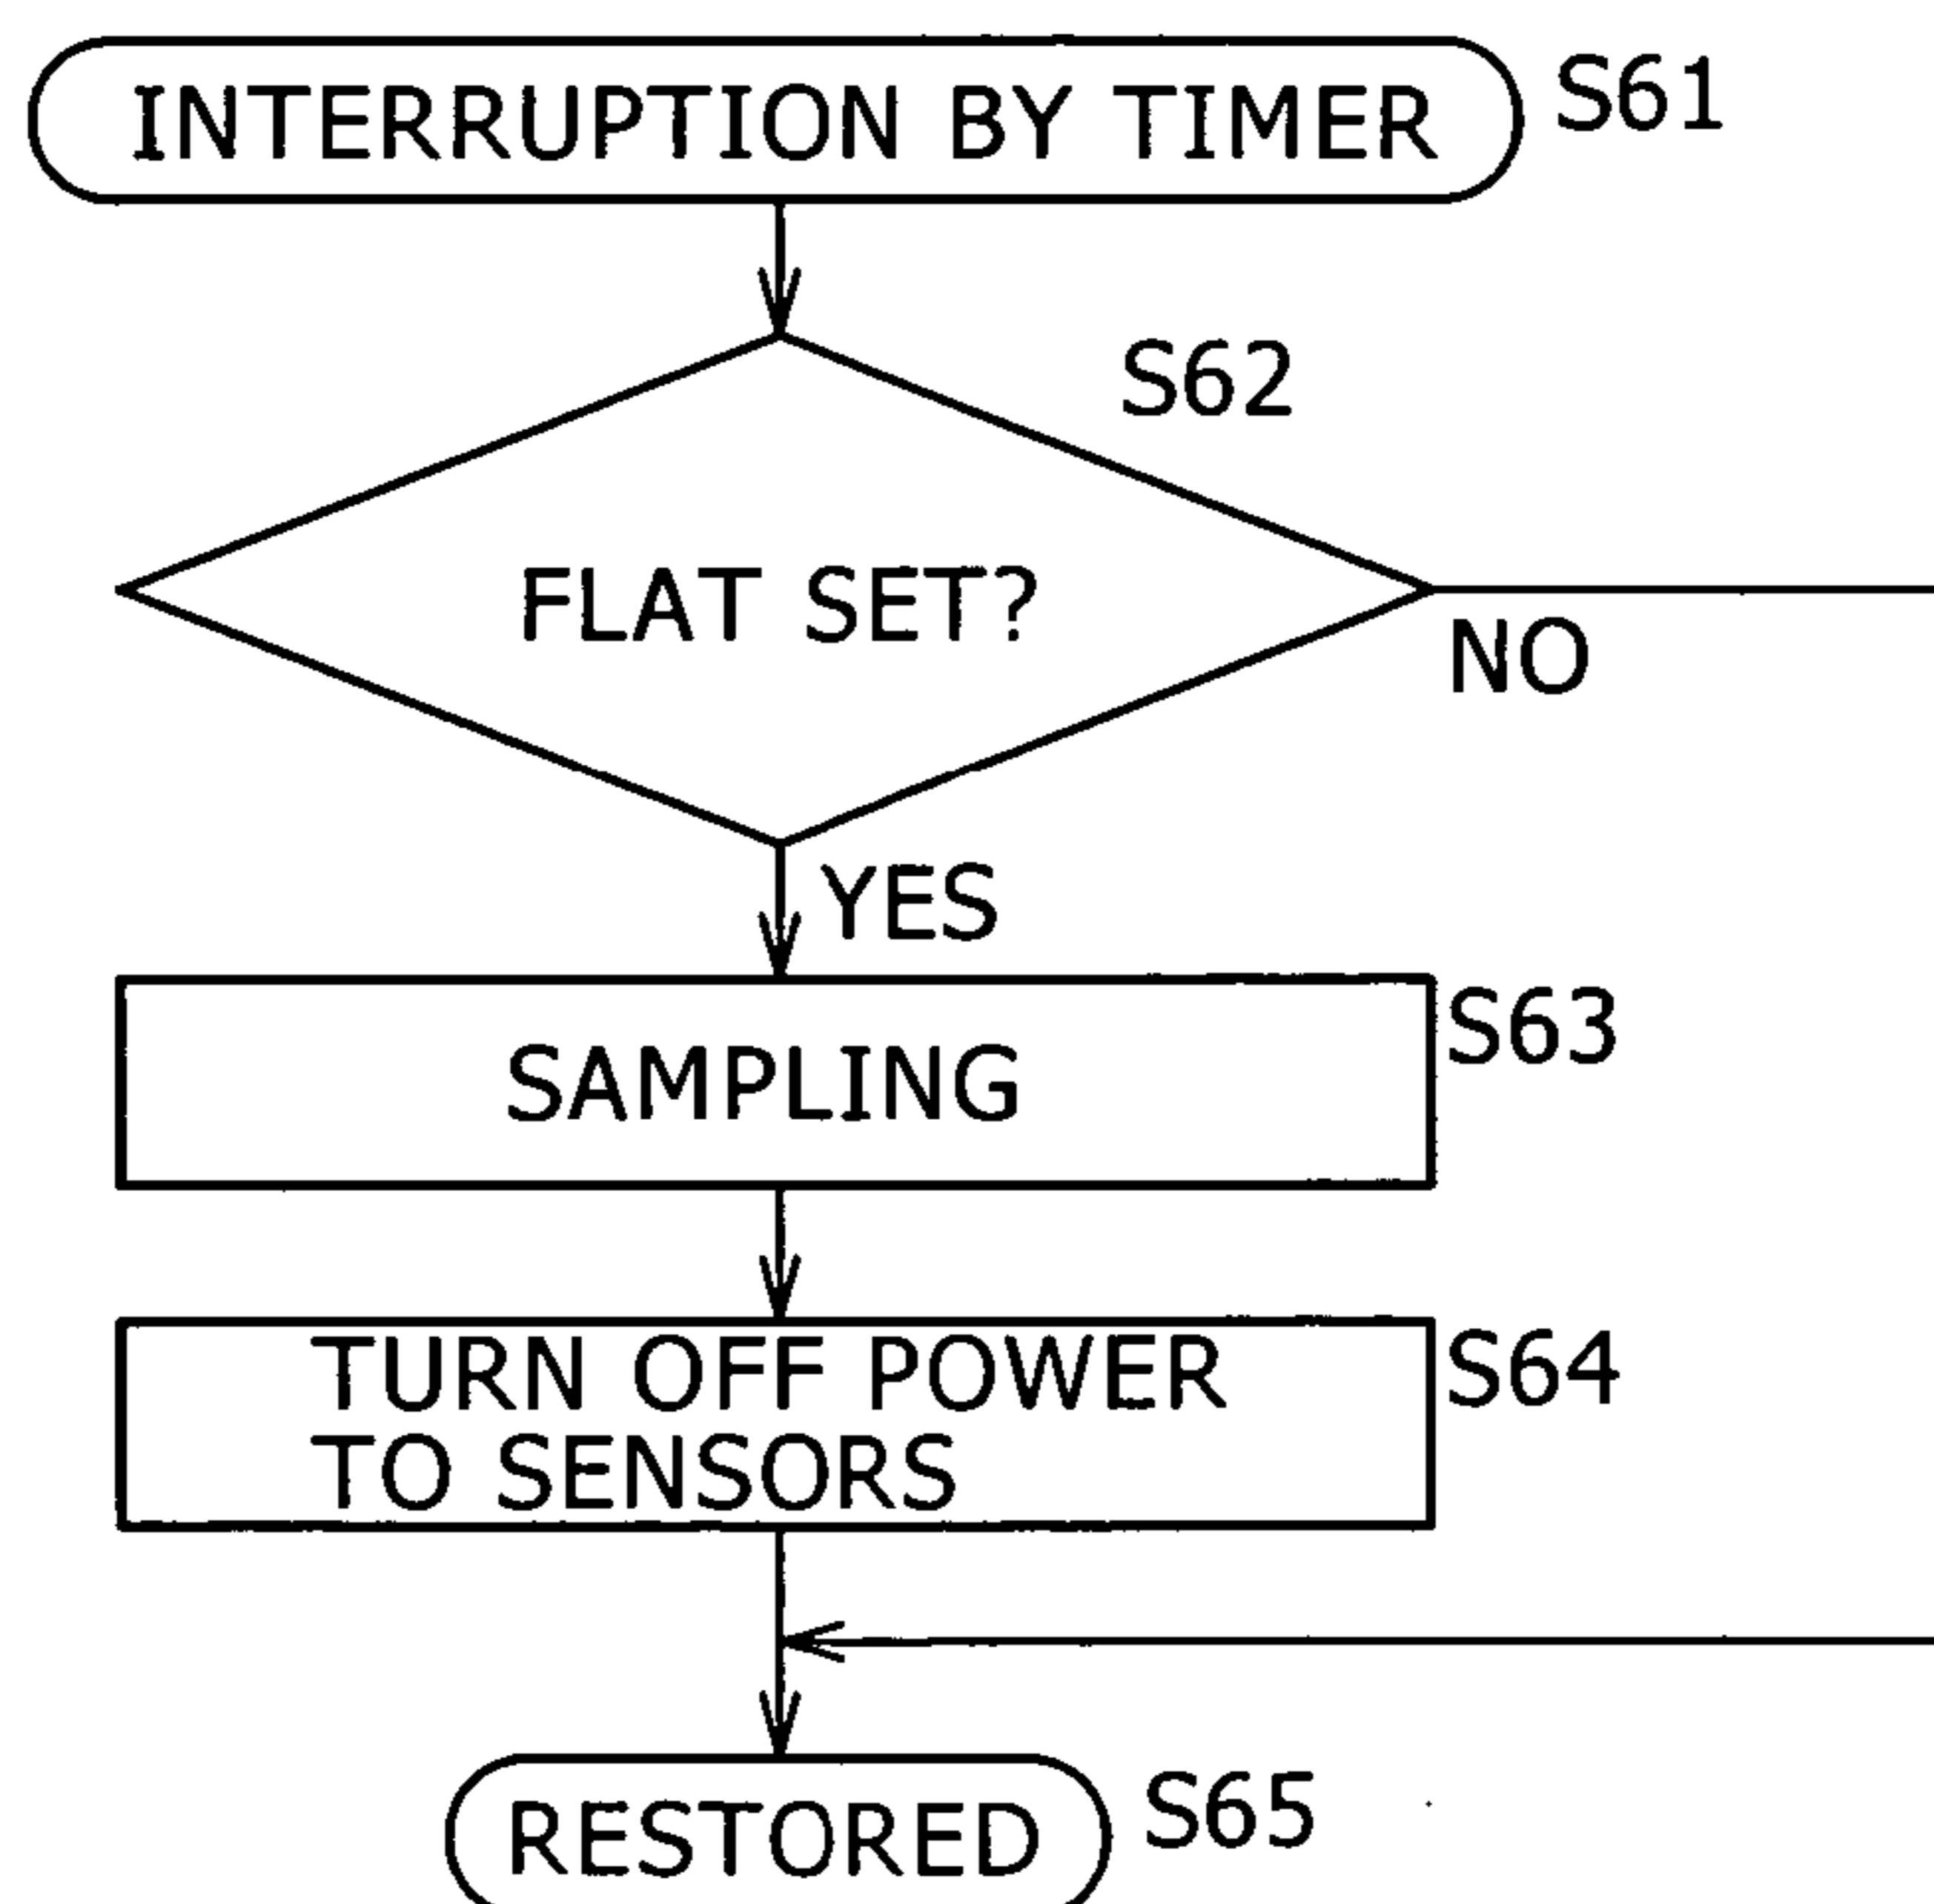 INTERRUPTION BY TIMER
S61
S62
FLAT SET?
NO
YES
S63
SAMPLING
S64
TURN OFF POWER
TO SENSORS
RESTORED
S65